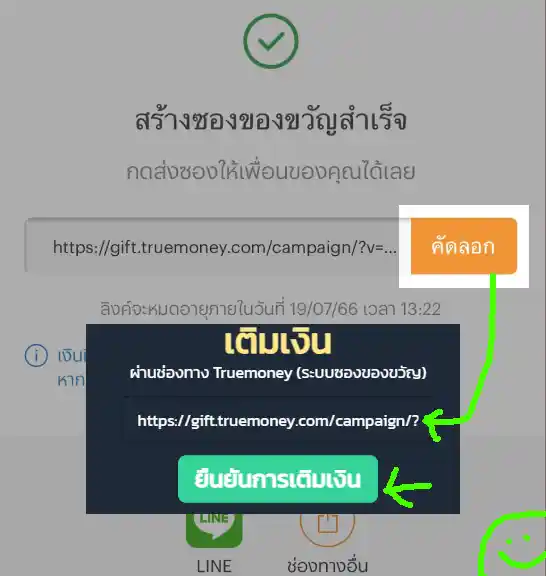 สร้างซองของขวัญสำเร็จ
กดส่งซองให้เพื่อนของคุณได้เลย
https://gift.truemoney.com/campaign/?v=... คัดลอก
ลิงค์จะหมดอายุภายในวันที่ 19/07/66 เวลา 13:22
หาก
เติมเงิน
ผ่านช่องทาง Truemoney (ระบบซองของขวัญ)
https://gift.truemoney.com/campaign/?
ยืนยันการเติมเงิน
LINE
LINE ช่องทางอื่น